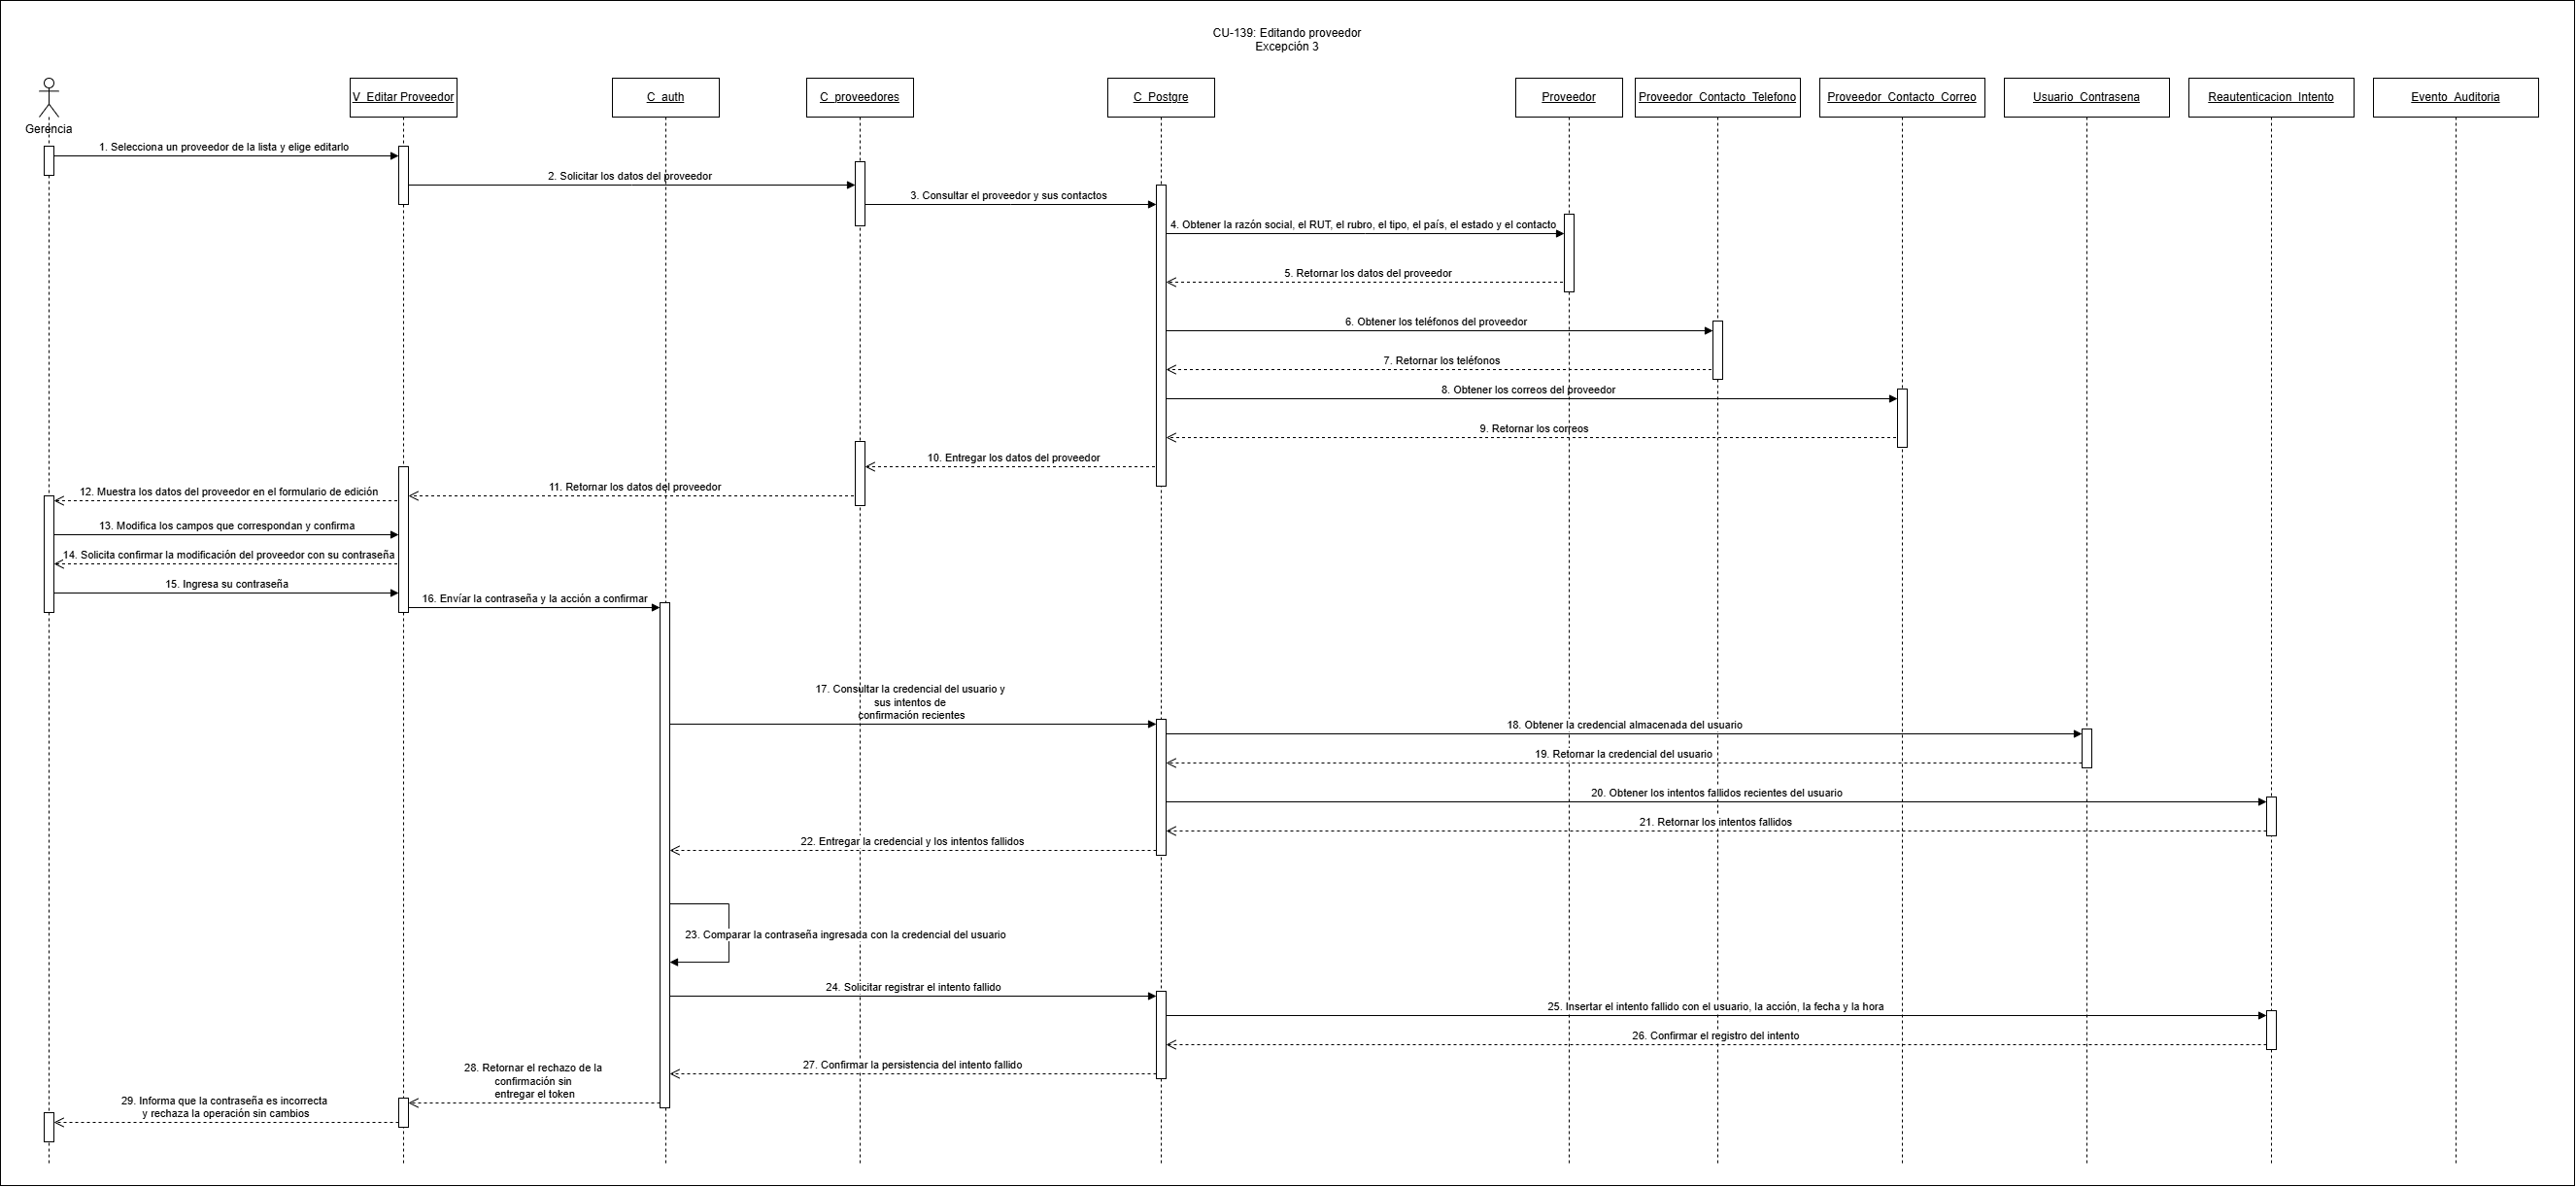 CU-139: Editando proveedor
Excepción 3
Gerencia
V_Editar Proveedor
C_auth
C_proveedores
C_Postgre
Proveedor
Proveedor_Contacto_Telefono
Proveedor_Contacto_Correo
Usuario_Contrasena
Reautenticacion_Intento
Evento_Auditoria
1. Selecciona un proveedor de la lista y elige editarlo
2. Solicitar los datos del proveedor
3. Consultar el proveedor y sus contactos
4. Obtener la razón social, el RUT, el rubro, el tipo, el país, el estado y el contacto
5. Retornar los datos del proveedor
6. Obtener los teléfonos del proveedor
7. Retornar los teléfonos
8. Obtener los correos del proveedor
9. Retornar los correos
10. Entregar los datos del proveedor
11. Retornar los datos del proveedor
12. Muestra los datos del proveedor en el formulario de edición
13. Modifica los campos que correspondan y confirma
14. Solicita confirmar la modificación del proveedor con su contraseña
15. Ingresa su contraseña
16. Envíar la contraseña y la acción a confirmar
17. Consultar la credencial del usuario y
sus intentos de
confirmación recientes
18. Obtener la credencial almacenada del usuario
19. Retornar la credencial del usuario
20. Obtener los intentos fallidos recientes del usuario
21. Retornar los intentos fallidos
22. Entregar la credencial y los intentos fallidos
23. Comparar la contraseña ingresada con la credencial del usuario
24. Solicitar registrar el intento fallido
25. Insertar el intento fallido con el usuario, la acción, la fecha y la hora
26. Confirmar el registro del intento
27. Confirmar la persistencia del intento fallido
28. Retornar el rechazo de la
confirmación sin
entregar el token
29. Informa que la contraseña es incorrecta
y rechaza la operación sin cambios